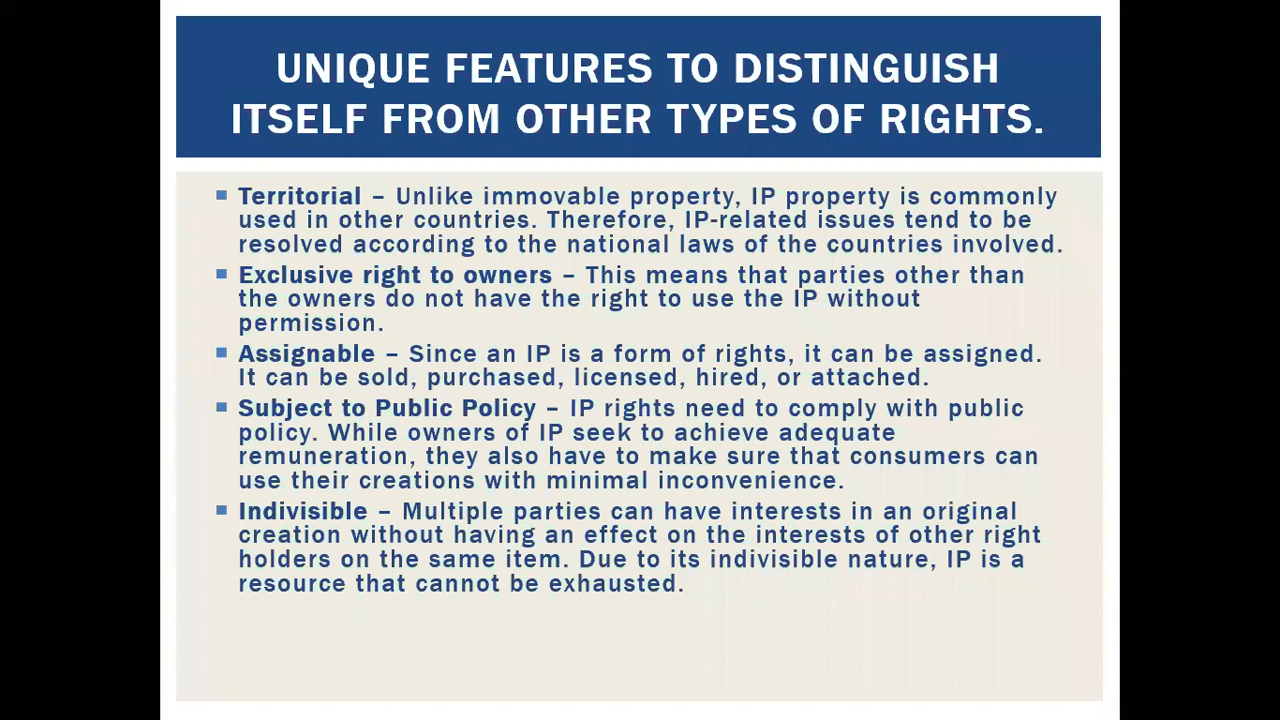 UNIQUE FEATURES TO DISTINGUISH
ITSELF FROM OTHER TYPES OF RIGHTS.
Territorial – Unlike immovable property, IP property is commonly
used in other countries. Therefore, IP-related issues tend to be
resolved according to the national laws of the countries involved.
Exclusive right to owners – This means that parties other than
the owners do not have the right to use the IP without
permission.
Assignable – Since an IP is a form of rights, it can be assigned.
It can be sold, purchased, licensed, hired, or attached.
Subject to Public Policy – IP rights need to comply with public
policy. While owners of IP seek to achieve adequate
remuneration, they also have to make sure that consumers can
use their creations with minimal inconvenience.
Indivisible – Multiple parties can have interests in an original
creation without having an effect on the interests of other right
holders on the same item. Due to its indivisible nature, IP is a
resource that cannot be exhausted.